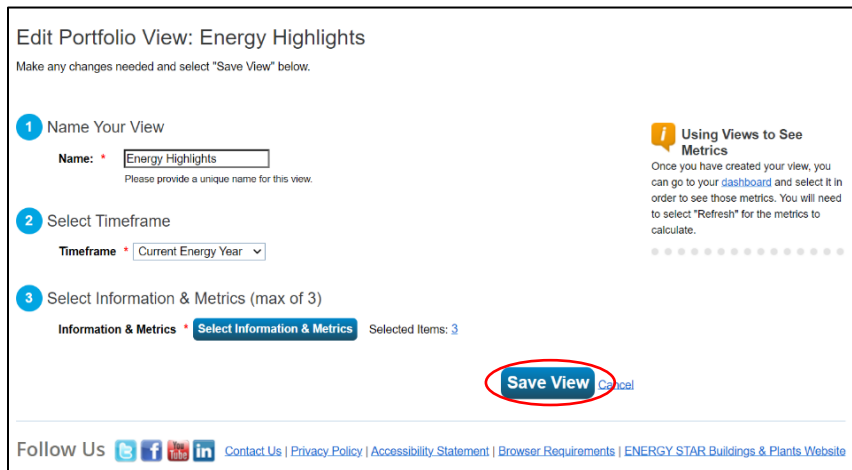 Edit Portfolio View: Energy Highlights
Make any changes needed and select "Save View" below.
1 Name Your View
Name: * Energy Highlights
Please provide a unique name for this view.
2 Select Timeframe
Timeframe * Current Energy Year
3 Select Information & Metrics (max of 3)
Information & Metrics * Select Information & Metrics Selected Items: 3
Save View Cancel
i Using Views to See
Metrics
Once you have created your view, you
can go to your dashboard and select it in
order to see those metrics. You will need
to select "Refresh" for the metrics to
calculate.
Follow Us f You Tube in Contact Us | Privacy Policy | Accessibility Statement | Browser Requirements | ENERGY STAR Buildings & Plants Website